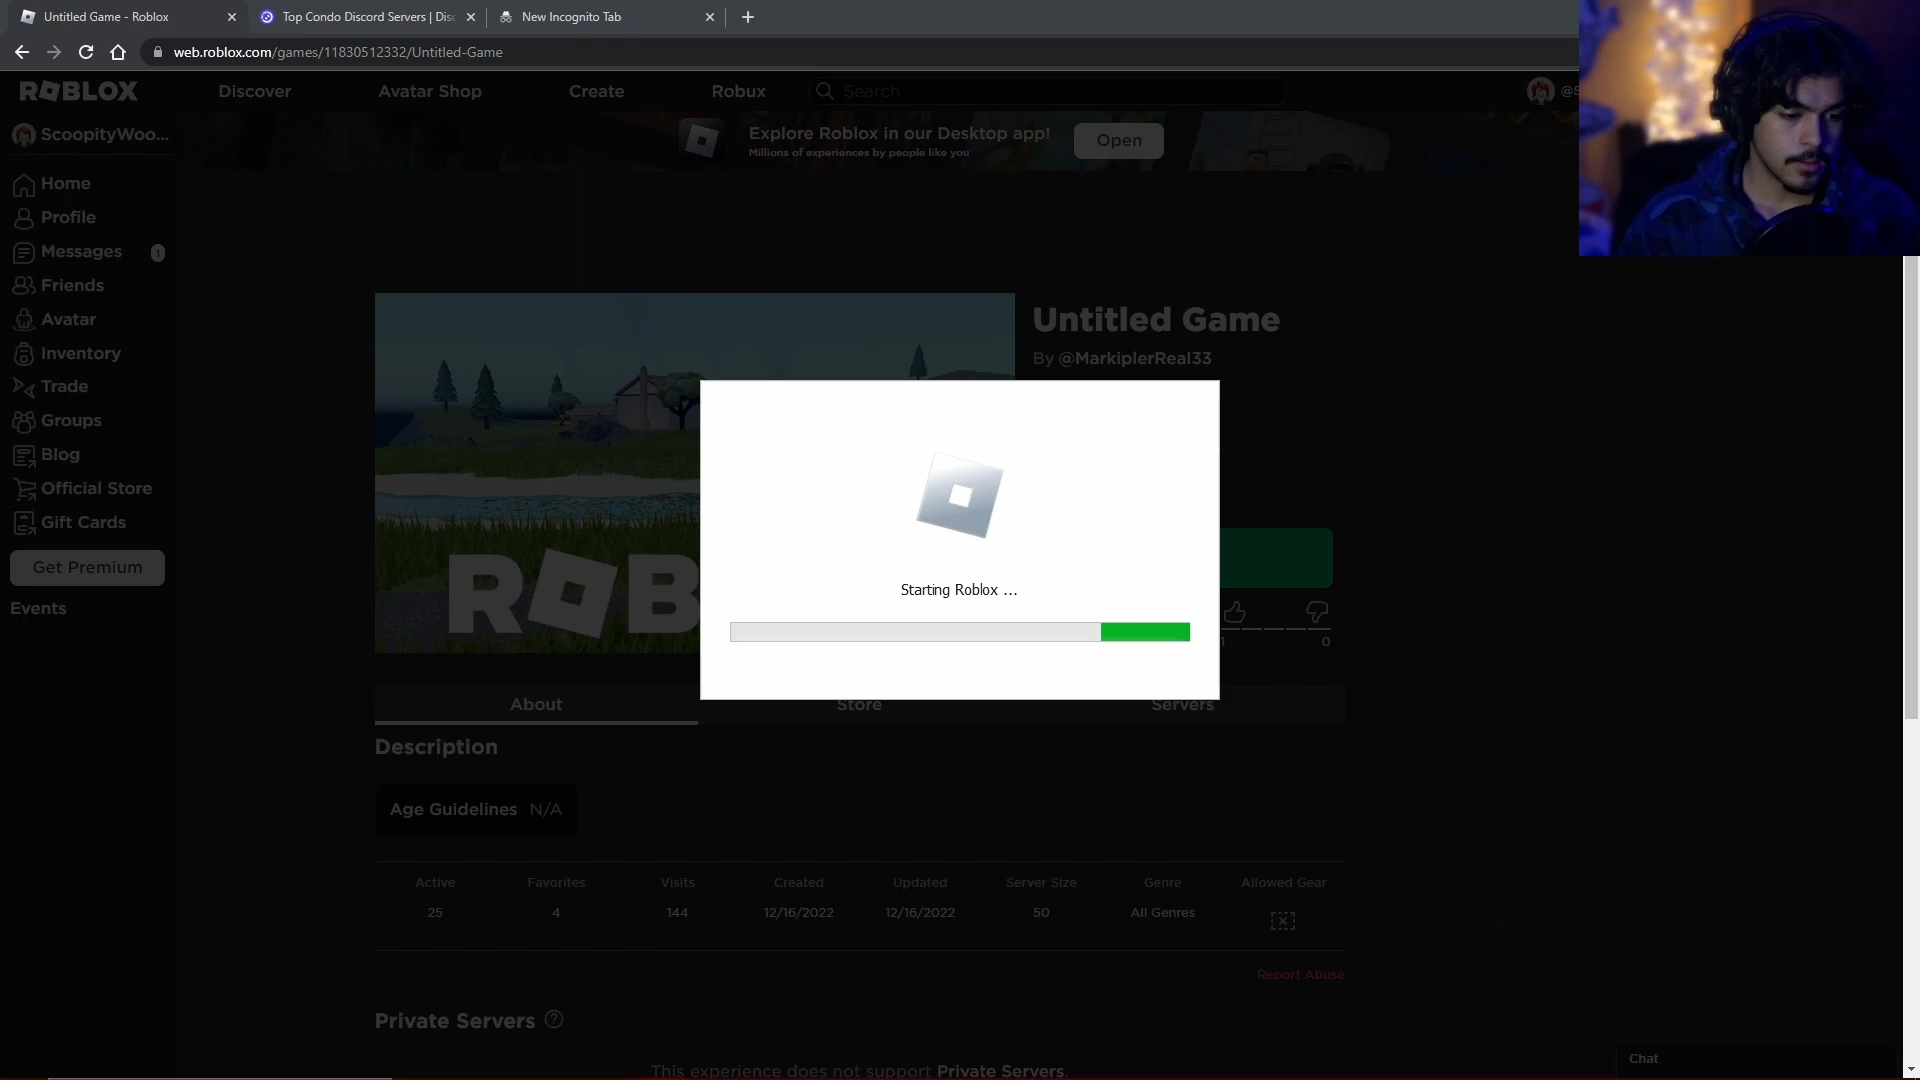 Untitled Game - Roblox
Top Condo Discord Servers | Disc
New Incognito Tab
web.roblox.com/games/11830512332/Untitled-Game
ROBLOX
Discover
Avatar Shop
Create
Robux
Search
ScoopityWoo...
Explore Roblox in our Desktop app!
Millions of experiences by people like you
Open
Home
Profile
Messages
1
Friends
Avatar
Inventory
Trade
Groups
Blog
Official Store
Gift Cards
Get Premium
Events
Untitled Game
By @MarkiplerReal33
Starting Roblox ...
1
0
About
Store
Servers
Description
Age Guidelines N/A
Active
Favorites
Visits
Created
Updated
Server Size
Genre
Allowed Gear
25
4
144
12/16/2022
12/16/2022
50
All Genres
Report Abuse
Private Servers
This experience does not support Private Servers.
Chat